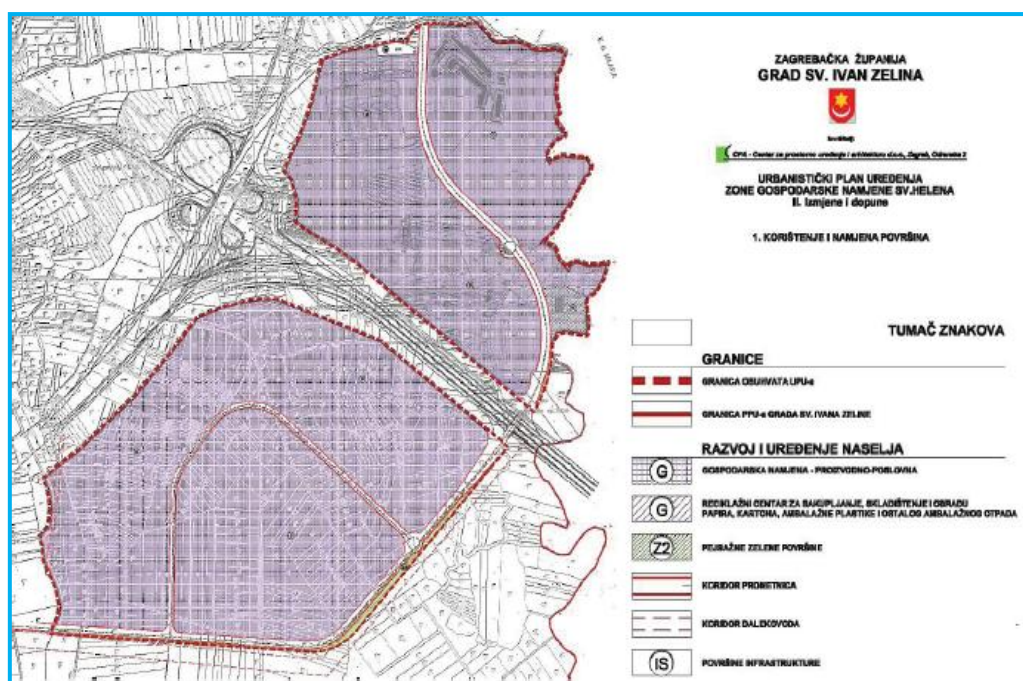 K.O. MAJKA
ZAGREBAČKA ŽUPANIJA
GRAD SV. IVAN ZELINA
CPA - Centar za prostorno uređenje i arhitekturu d.o.o., Zagreb, Odranska 2
URBANISTIČKI PLAN UREĐENJA
ZONE GOSPODARSKE NAMJENE SV.HELENA
II. Izmjene i dopune
1. KORIŠTENJE I NAMJENA POVRŠINA
TUMAČ ZNAKOVA
GRANICE
GRANICA OBUHVATA UPU-a
GRANICA PPU-a GRADA SV. IVANA ZELINE
RAZVOJ I UREĐENJE NASELJA
G GOSPODARSKA NAMJENA - PROIZVODNO-POSLOVNA
G RECIKLAŽNI CENTAR ZA SAKUPLJANJE, SKLADIŠTENJE I OBRADU
PAPIRA, KARTONA, AMBALAŽNE PLASTIKE I OSTALOG AMBALAŽNOG OTPADA
Z2 PEJSAŽNE ZELENE POVRŠINE
KORIDOR PROMETNICA
KORIDOR DALEKOVODA
IS POVRŠINE INFRASTRUKTURE